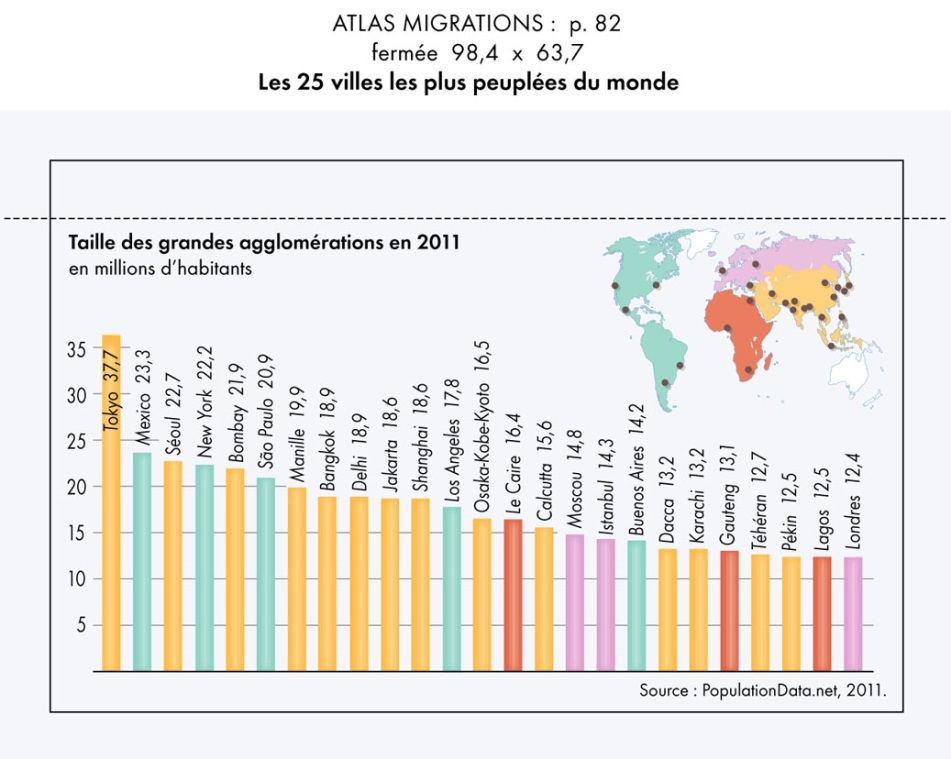 ATLAS MIGRATIONS : p. 82
fermée 98,4 x 63,7
Les 25 villes les plus peuplées du monde
Taille des grandes agglomérations en 2011
en millions d'habitants
35
30
25
20
15
10
5
Tokyo 37,7
Mexico 23,3
Séoul 22,7
New York 22,2
Bombay 21,9
São Paulo 20,9
Manille 19,9
Bangkok 18,9
Delhi 18,9
Jakarta 18,6
Shanghai 18,6
Los Angeles 17,8
Osaka-Kobe-Kyoto 16,5
Le Caire 16,4
Calcutta 15,6
Moscou 14,8
Istanbul 14,3
Buenos Aires 14,2
Dacca 13,2
Karachi 13,2
Gauteng 13,1
Téhéran 12,7
Pékin 12,5
Lagos 12,5
Londres 12,4
Source : PopulationData.net, 2011.